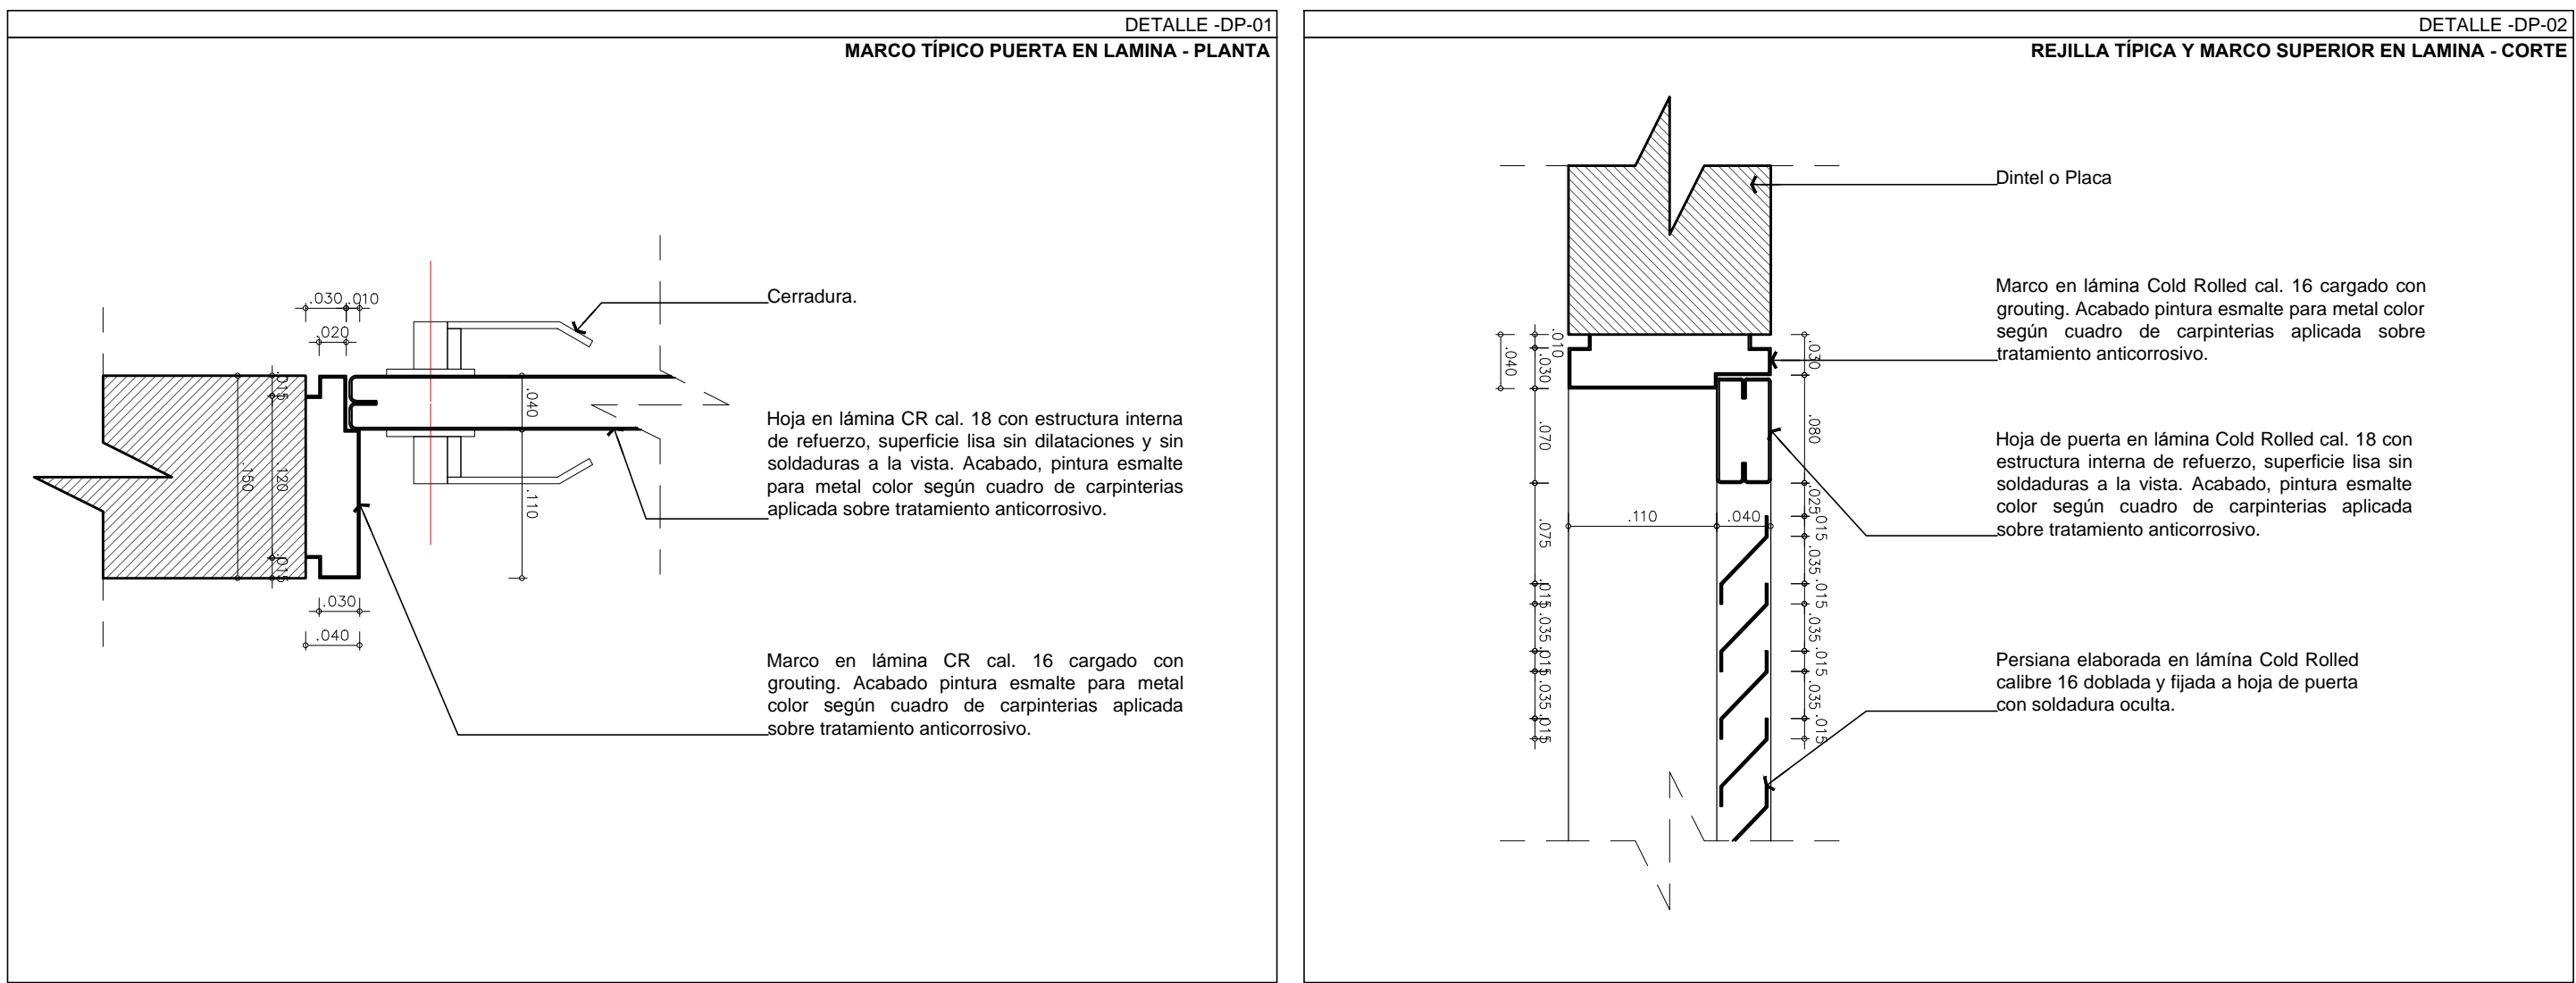 DETALLE -DP-01
MARCO TÍPICO PUERTA EN LAMINA - PLANTA
.030
.010
.020
Cerradura.
.015
.120
.015
.150
.040
.110
Hoja en lámina CR cal. 18 con estructura interna
de refuerzo, superficie lisa sin dilataciones y sin
soldaduras a la vista. Acabado, pintura esmalte
para metal color según cuadro de carpinterias
aplicada sobre tratamiento anticorrosivo.
.030
.040
Marco en lámina CR cal. 16 cargado con
grouting. Acabado pintura esmalte para metal
color según cuadro de carpinterias aplicada
sobre tratamiento anticorrosivo.
DETALLE -DP-02
REJILLA TÍPICA Y MARCO SUPERIOR EN LAMINA - CORTE
Dintel o Placa
Marco en lámina Cold Rolled cal. 16 cargado con
grouting. Acabado pintura esmalte para metal color
según cuadro de carpinterias aplicada sobre
tratamiento anticorrosivo.
.040
.010
.030
.070
.075
.015
.035
.015
.035
.015
.110
.040
.030
.080
.025
.015
.035
.015
.035
.015
.035
.015
Hoja de puerta en lámina Cold Rolled cal. 18 con
estructura interna de refuerzo, superficie lisa sin
soldaduras a la vista. Acabado, pintura esmalte
color según cuadro de carpinterias aplicada
sobre tratamiento anticorrosivo.
Persiana elaborada en lámína Cold Rolled
calibre 16 doblada y fijada a hoja de puerta
con soldadura oculta.